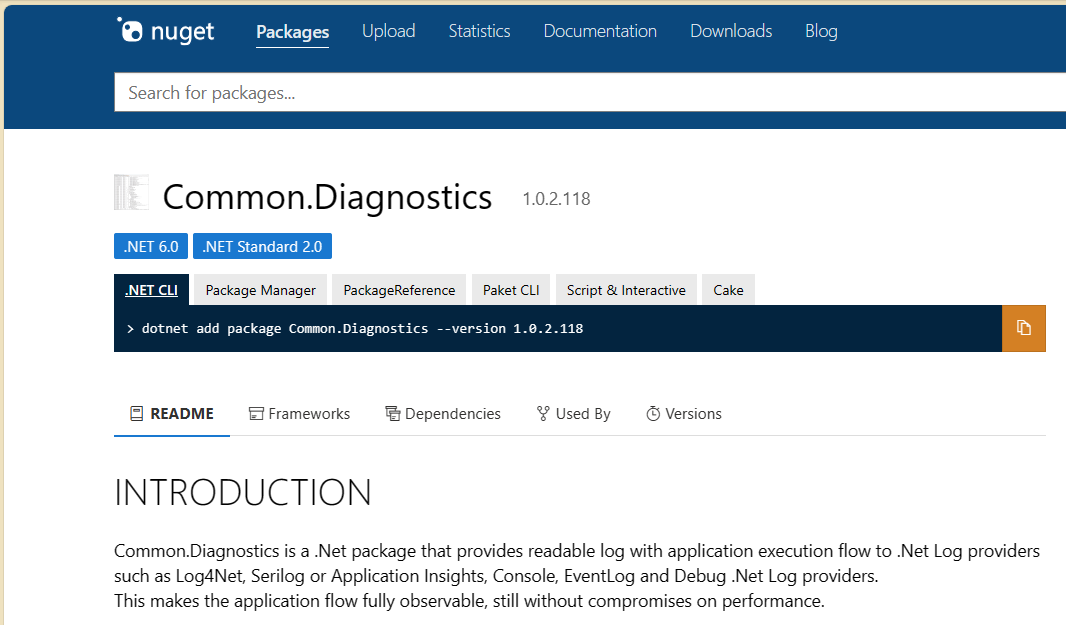 nuget Packages Upload Statistics Documentation Downloads Blog
Search for packages...
Common.Diagnostics 1.0.2.118
.NET 6.0 .NET Standard 2.0
.NET CLI Package Manager PackageReference Paket CLI Script & Interactive Cake
> dotnet add package Common.Diagnostics --version 1.0.2.118
README Frameworks Dependencies Used By Versions
INTRODUCTION
Common.Diagnostics is a .Net package that provides readable log with application execution flow to .Net Log providers
such as Log4Net, Serilog or Application Insights, Console, EventLog and Debug .Net Log providers.
This makes the application flow fully observable, still without compromises on performance.